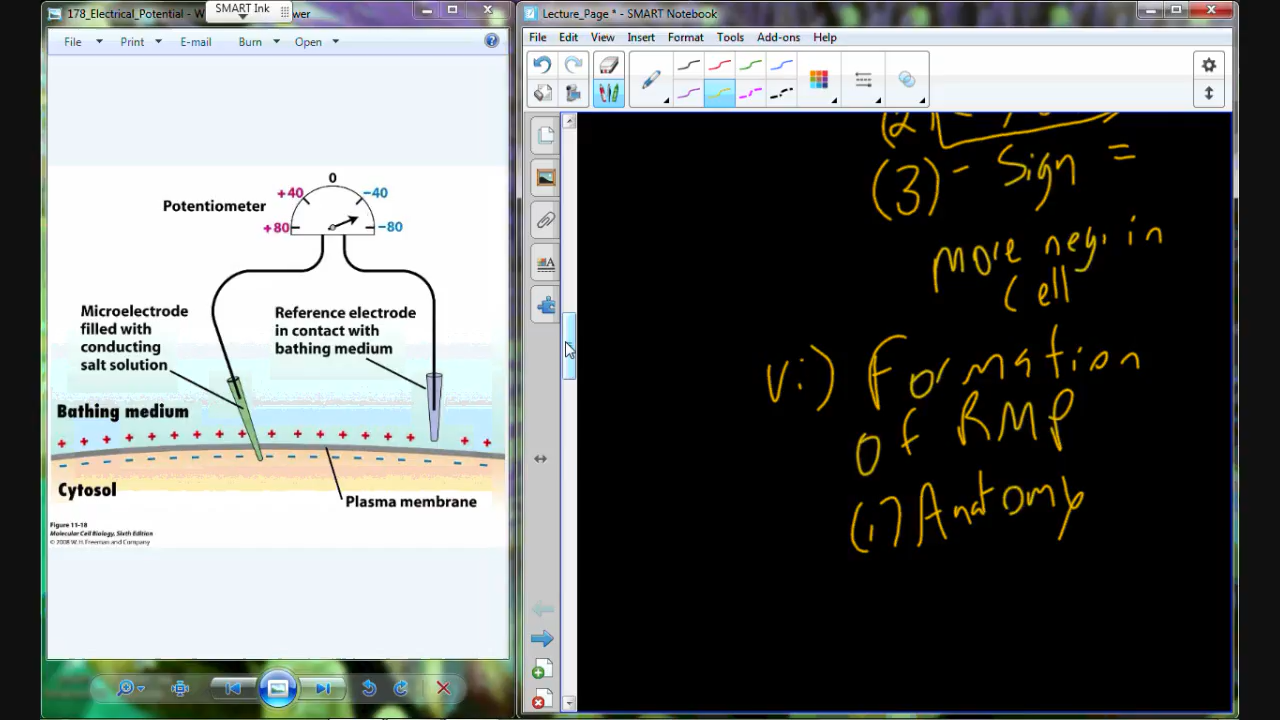 178_Electrical_Potential - W
SMART Ink
wer
File Print E-mail Burn Open
0
+40 -40
Potentiometer
+80 -80
Microelectrode
filled with
conducting
salt solution
Reference electrode
in contact with
bathing medium
Bathing medium
Cytosol
Plasma membrane
Figure 11-18
Molecular Cell Biology, Sixth Edition
© 2008 W. H. Freeman and Company
Lecture_Page * - SMART Notebook
File Edit View Insert Format Tools Add-ons Help
(2)
(3) - Sign =
More neg. in
Cell
vi) Formation
of RMP
(1) Anatomy